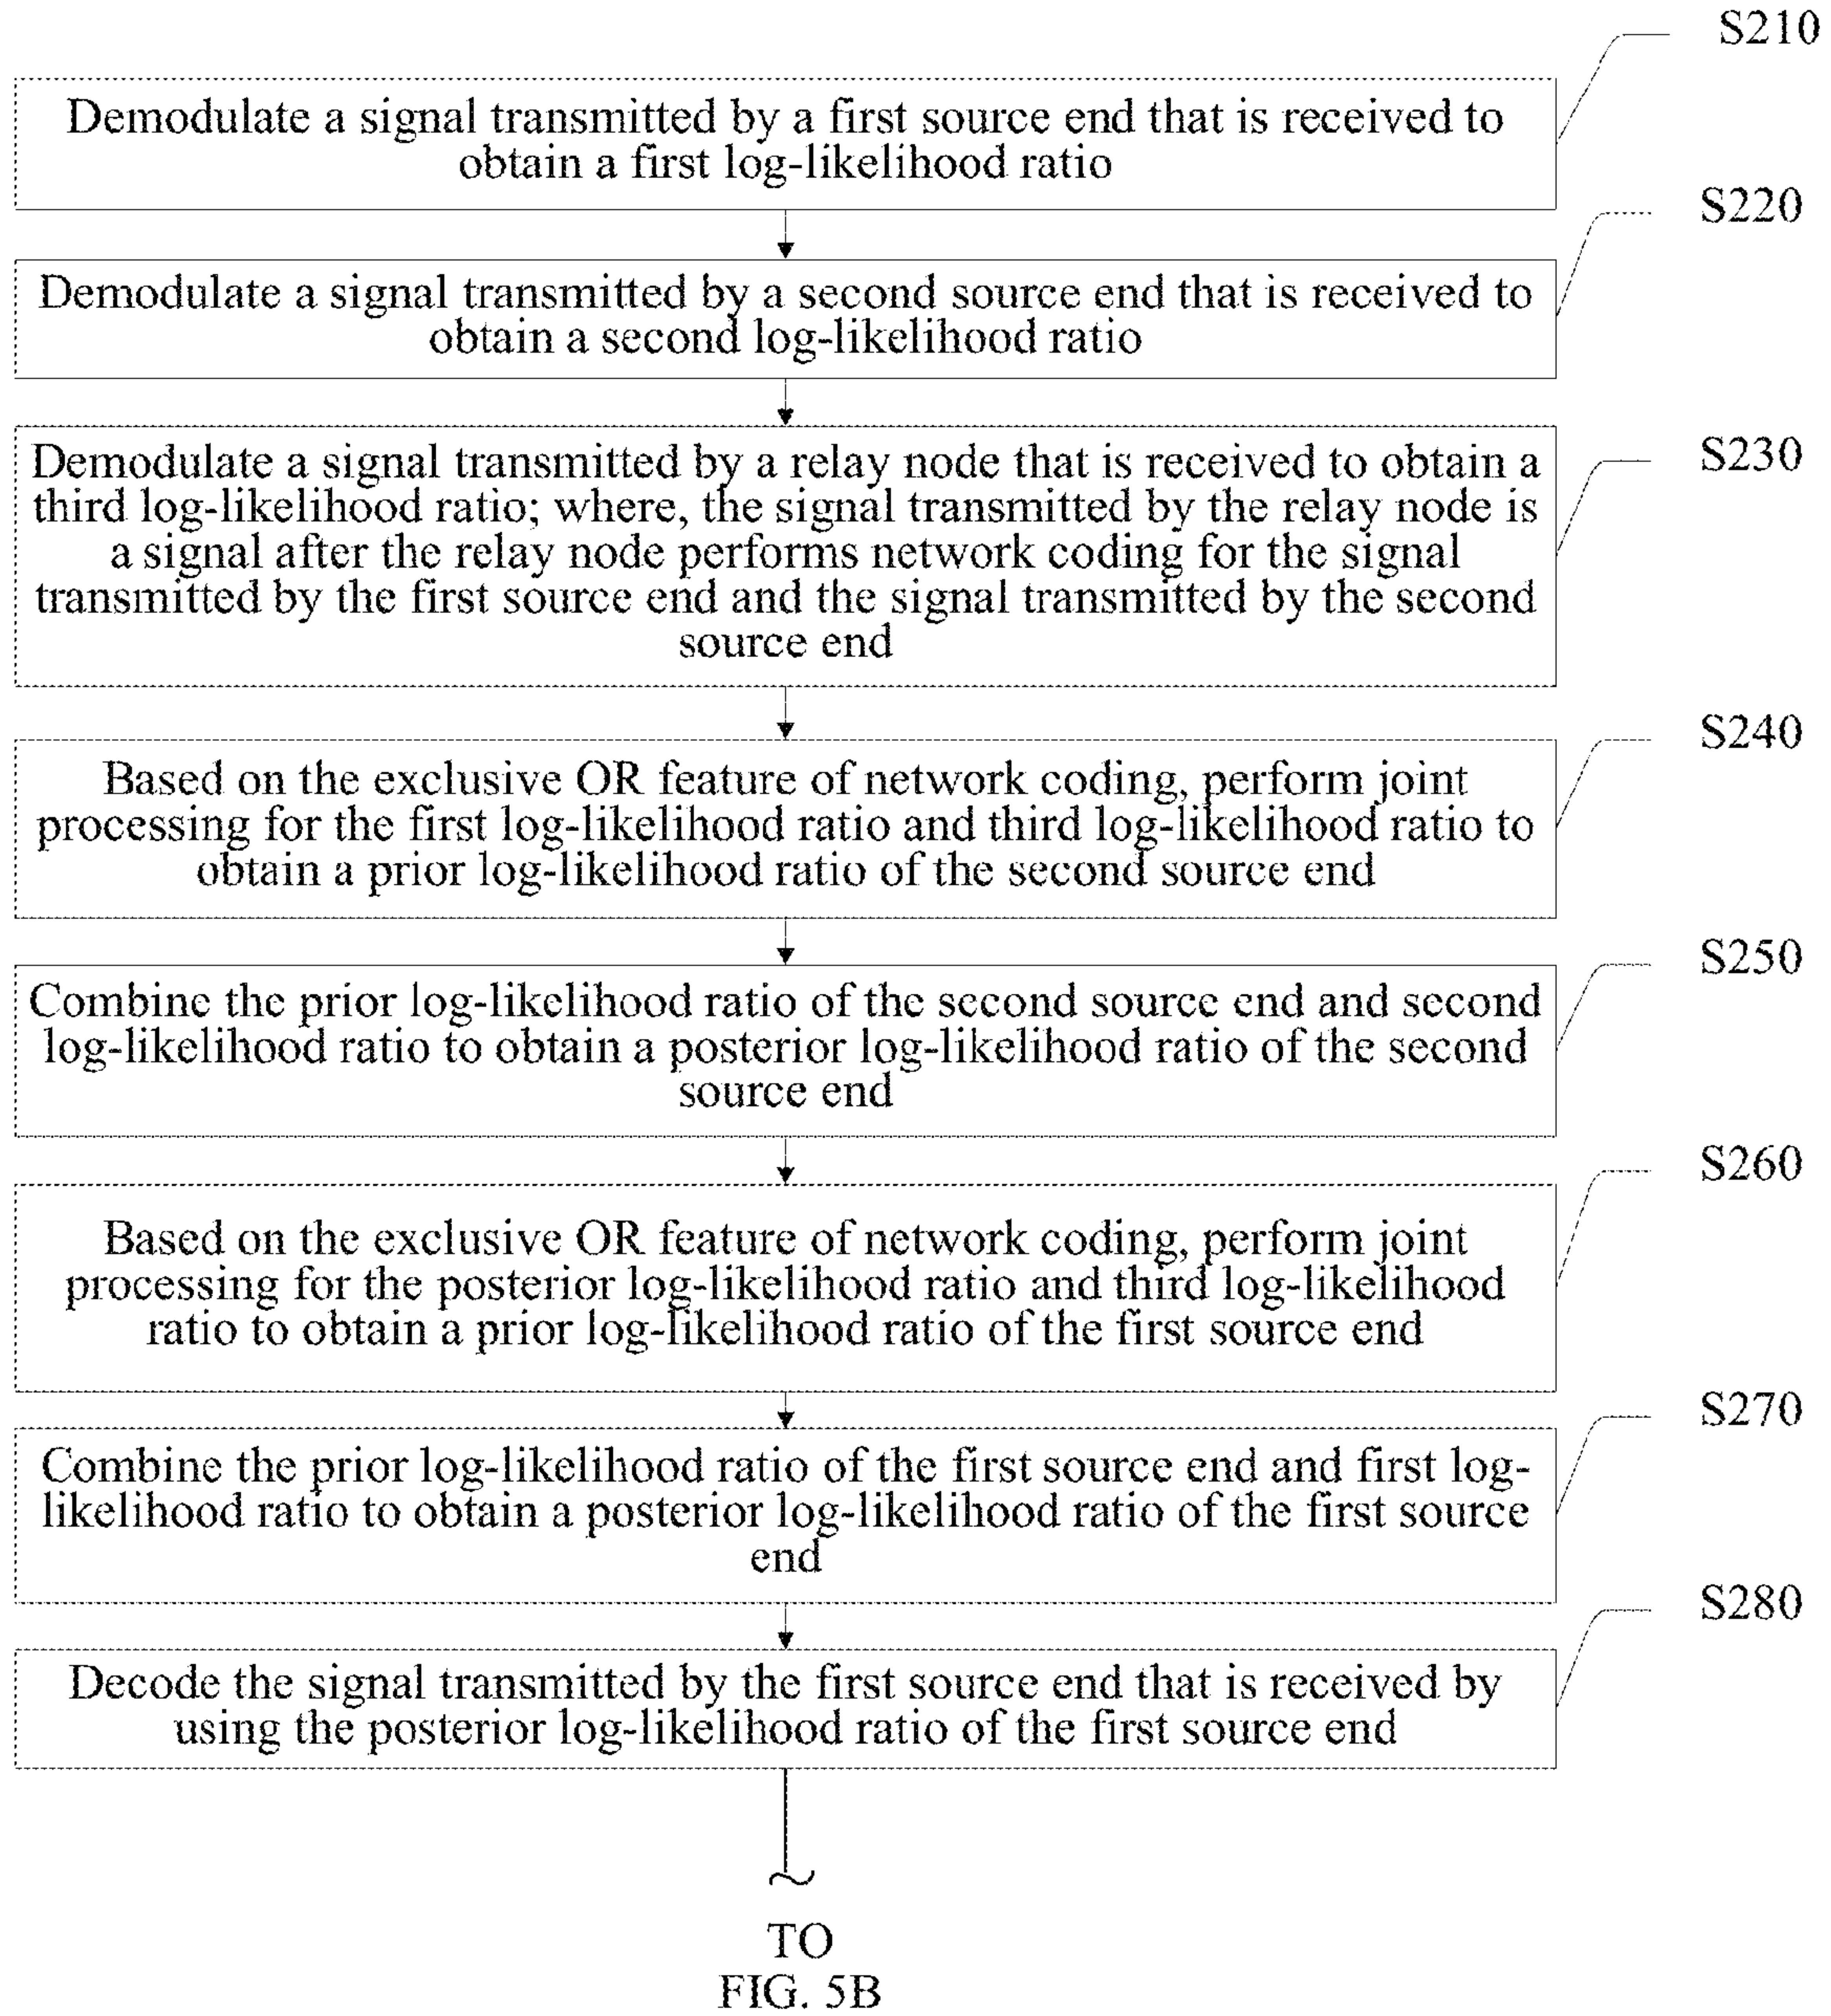 S210
Demodulate a signal transmitted by a first source end that is received to
obtain a first log-likelihood ratio
S220
Demodulate a signal transmitted by a second source end that is received to
obtain a second log-likelihood ratio
S230
Demodulate a signal transmitted by a relay node that is received to obtain a
third log-likelihood ratio; where, the signal transmitted by the relay node is
a signal after the relay node performs network coding for the signal
transmitted by the first source end and the signal transmitted by the second
source end
S240
Based on the exclusive OR feature of network coding, perform joint
processing for the first log-likelihood ratio and third log-likelihood ratio to
obtain a prior log-likelihood ratio of the second source end
S250
Combine the prior log-likelihood ratio of the second source end and second
log-likelihood ratio to obtain a posterior log-likelihood ratio of the second
source end
S260
Based on the exclusive OR feature of network coding, perform joint
processing for the posterior log-likelihood ratio and third log-likelihood
ratio to obtain a prior log-likelihood ratio of the first source end
S270
Combine the prior log-likelihood ratio of the first source end and first log-
likelihood ratio to obtain a posterior log-likelihood ratio of the first source
end
S280
Decode the signal transmitted by the first source end that is received by
using the posterior log-likelihood ratio of the first source end
TO
FIG. 5B